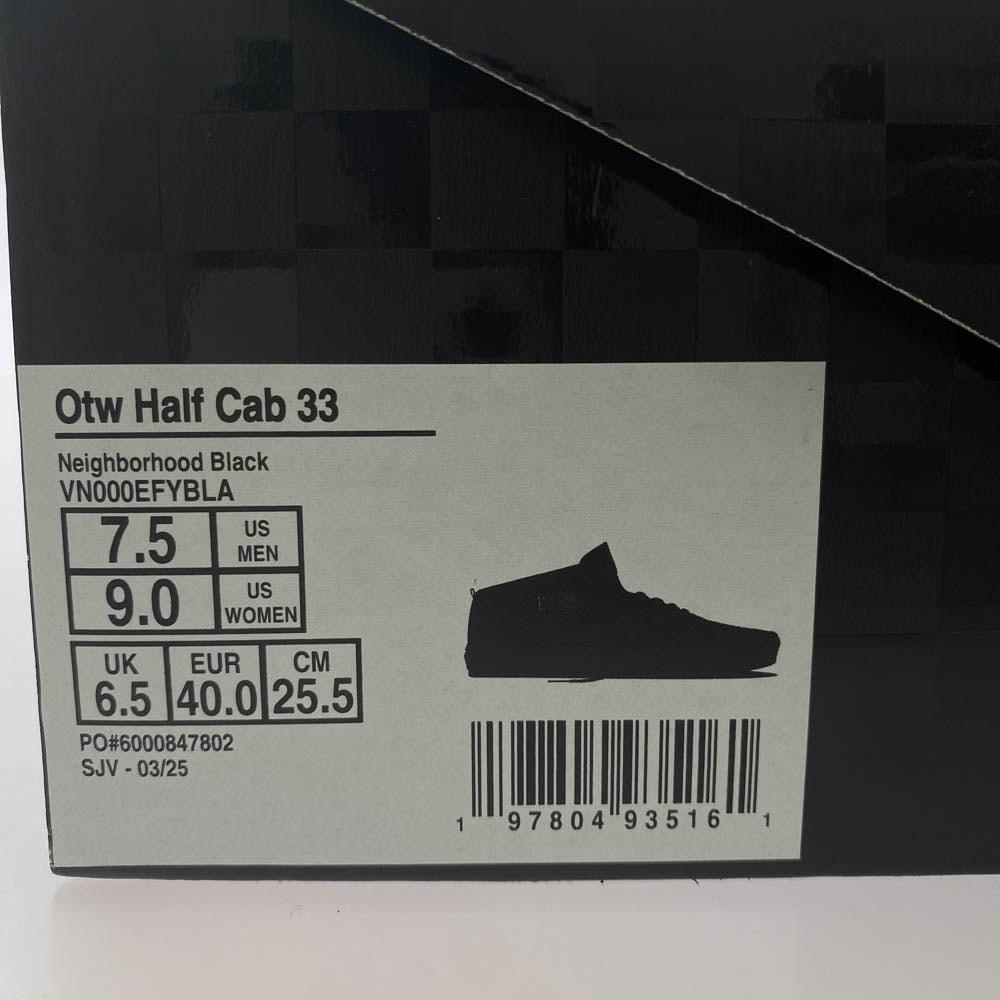 Otw Half Cab 33
Neighborhood Black
VN000EFYBLA
7.5 US MEN
9.0 US WOMEN
UK EUR CM
6.5 40.0 25.5
PO#6000847802
SJV - 03/25
1 97804 93516 1